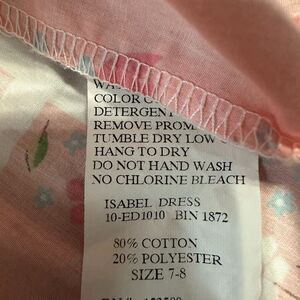 COLOR
DETERGENT
REMOVE
TUMBLE DRY LOW
HANG TO DRY
DO NOT HAND WASH
NO CHLORINE BLEACH
ISABEL DRESS
10-ED1010 BIN 1872
80% COTTON
20% POLYESTER
SIZE 7-8